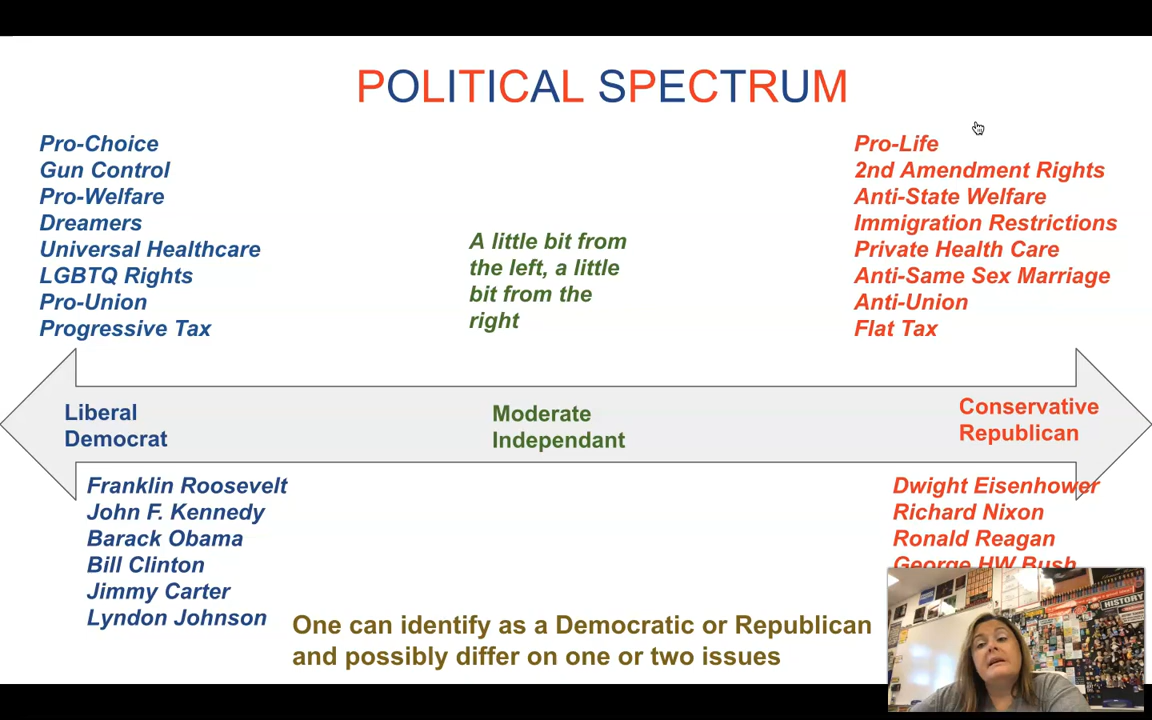 POLITICAL SPECTRUM
Pro-Choice
Gun Control
Pro-Welfare
Dreamers
Universal Healthcare
LGBTQ Rights
Pro-Union
Progressive Tax
A little bit from
the left, a little
bit from the
right
Pro-Life
2nd Amendment Rights
Anti-State Welfare
Immigration Restrictions
Private Health Care
Anti-Same Sex Marriage
Anti-Union
Flat Tax
Liberal
Democrat
Moderate
Independant
Conservative
Republican
Franklin Roosevelt
John F. Kennedy
Barack Obama
Bill Clinton
Jimmy Carter
Lyndon Johnson
Dwight Eisenhower
Richard Nixon
Ronald Reagan
George HW Bush
One can identify as a Democratic or Republican
and possibly differ on one or two issues
HISTORY